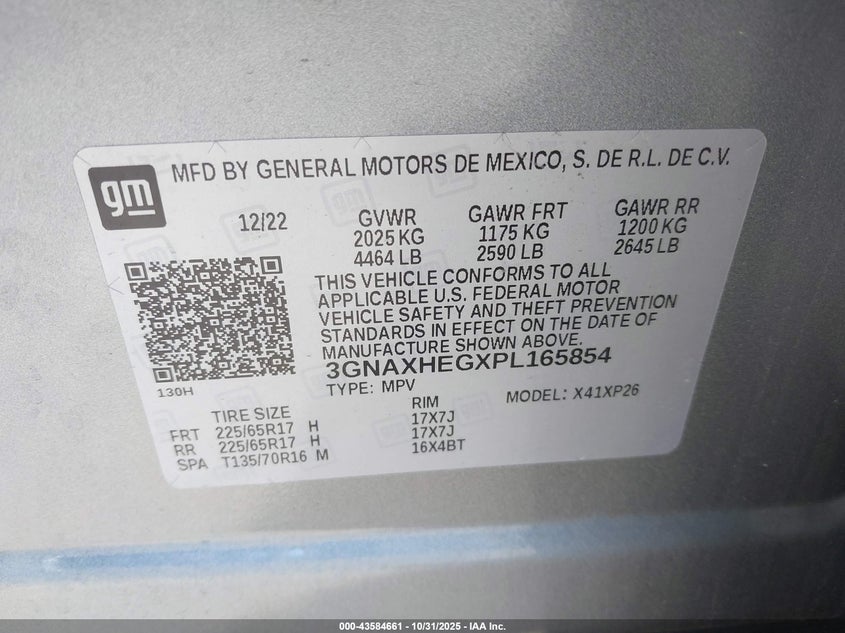 gm
MFD BY GENERAL MOTORS DE MEXICO, S. DE R.L. DE C.V.
12/22 GVWR GAWR FRT GAWR RR
2025 KG 1175 KG 1200 KG
4464 LB 2590 LB 2645 LB
THIS VEHICLE CONFORMS TO ALL
APPLICABLE U.S. FEDERAL MOTOR
VEHICLE SAFETY AND THEFT PREVENTION
STANDARDS IN EFFECT ON THE DATE OF
MANUFACTURE SHOWN ABOVE.
3GNAXHEGXPL165854
130H TYPE: MPV MODEL: X41XP26
TIRE SIZE RIM
FRT 225/65R17 H 17X7J
RR 225/65R17 H 17X7J
SPA T135/70R16 M 16X4BT
000-43584661 - 10/31/2025 - IAA Inc.